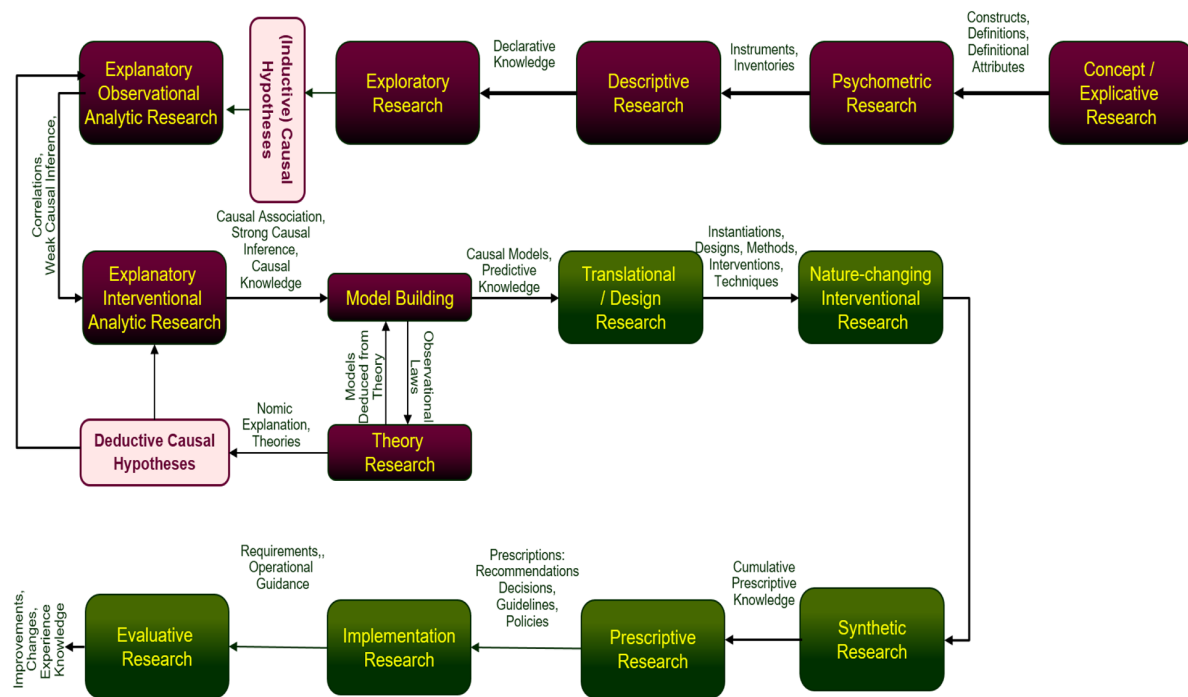 Explanatory
Observational
Analytic Research
(Inductive) Causal
Hypotheses
Exploratory
Research
Declarative
Knowledge
Descriptive
Research
Instruments,
Inventories
Psychometric
Research
Constructs,
Definitions,
Definitional
Attributes
Concept /
Explicative
Research
Correlations,
Weak Causal Inference,
Explanatory
Interventional
Analytic Research
Causal Association,
Strong Causal
Inference,
Causal
Knowledge
Model Building
Causal Models,
Predictive
Knowledge
Translational
/ Design
Research
Instantiations,
Designs, Methods,
Interventions,
Techniques
Nature-changing
Interventional
Research
Models
Deduced from
Theory
Observational
Laws
Deductive Causal
Hypotheses
Nomic
Explanation,
Theories
Theory
Research
Improvements,
Changes,
Experience
Knowledge
Evaluative
Research
Requirements,,
Operational
Guidance
Implementation
Research
Prescriptions:
Recommendations
Decisions,
Guidelines,
Policies
Prescriptive
Research
Cumulative
Prescriptive
Knowledge
Synthetic
Research